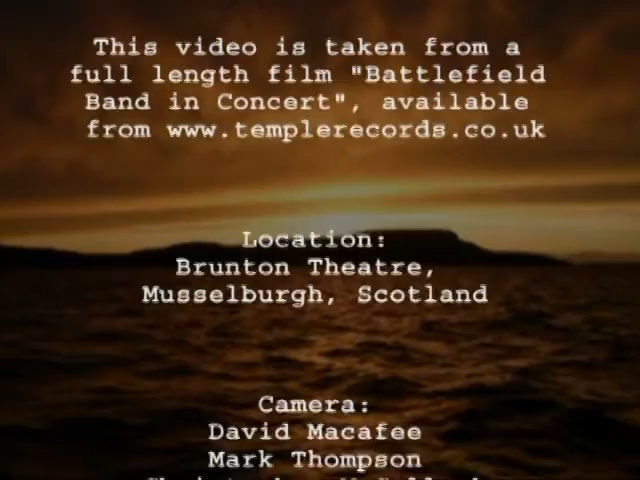 This video is taken from a
full length film "Battlefield
Band in Concert", available
from www.templerecords.co.uk
Location:
Brunton Theatre,
Musselburgh, Scotland
Camera:
David Macafee
Mark Thompson